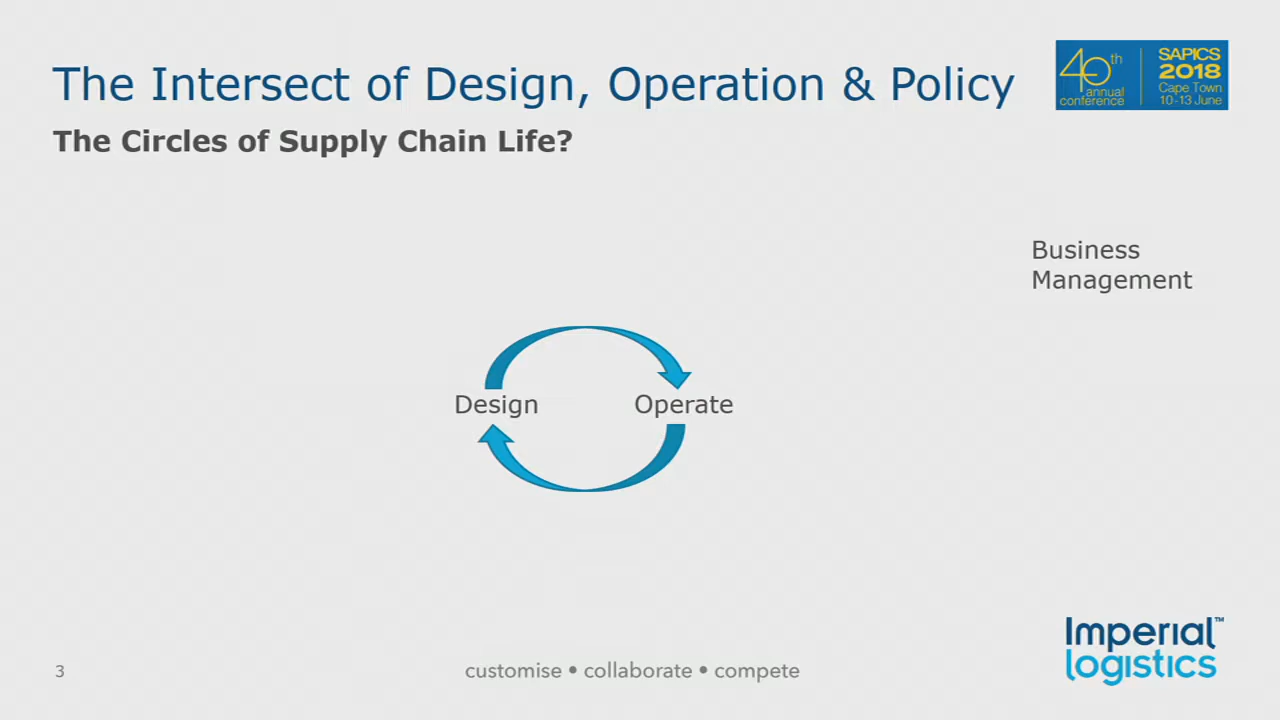 The Intersect of Design, Operation & Policy
The Circles of Supply Chain Life?
40th
annual
conference
SAPICS
2018
Cape Town
10-13 June
Business
Management
Design
Operate
3
customise • collaborate • compete
Imperial™
logistics